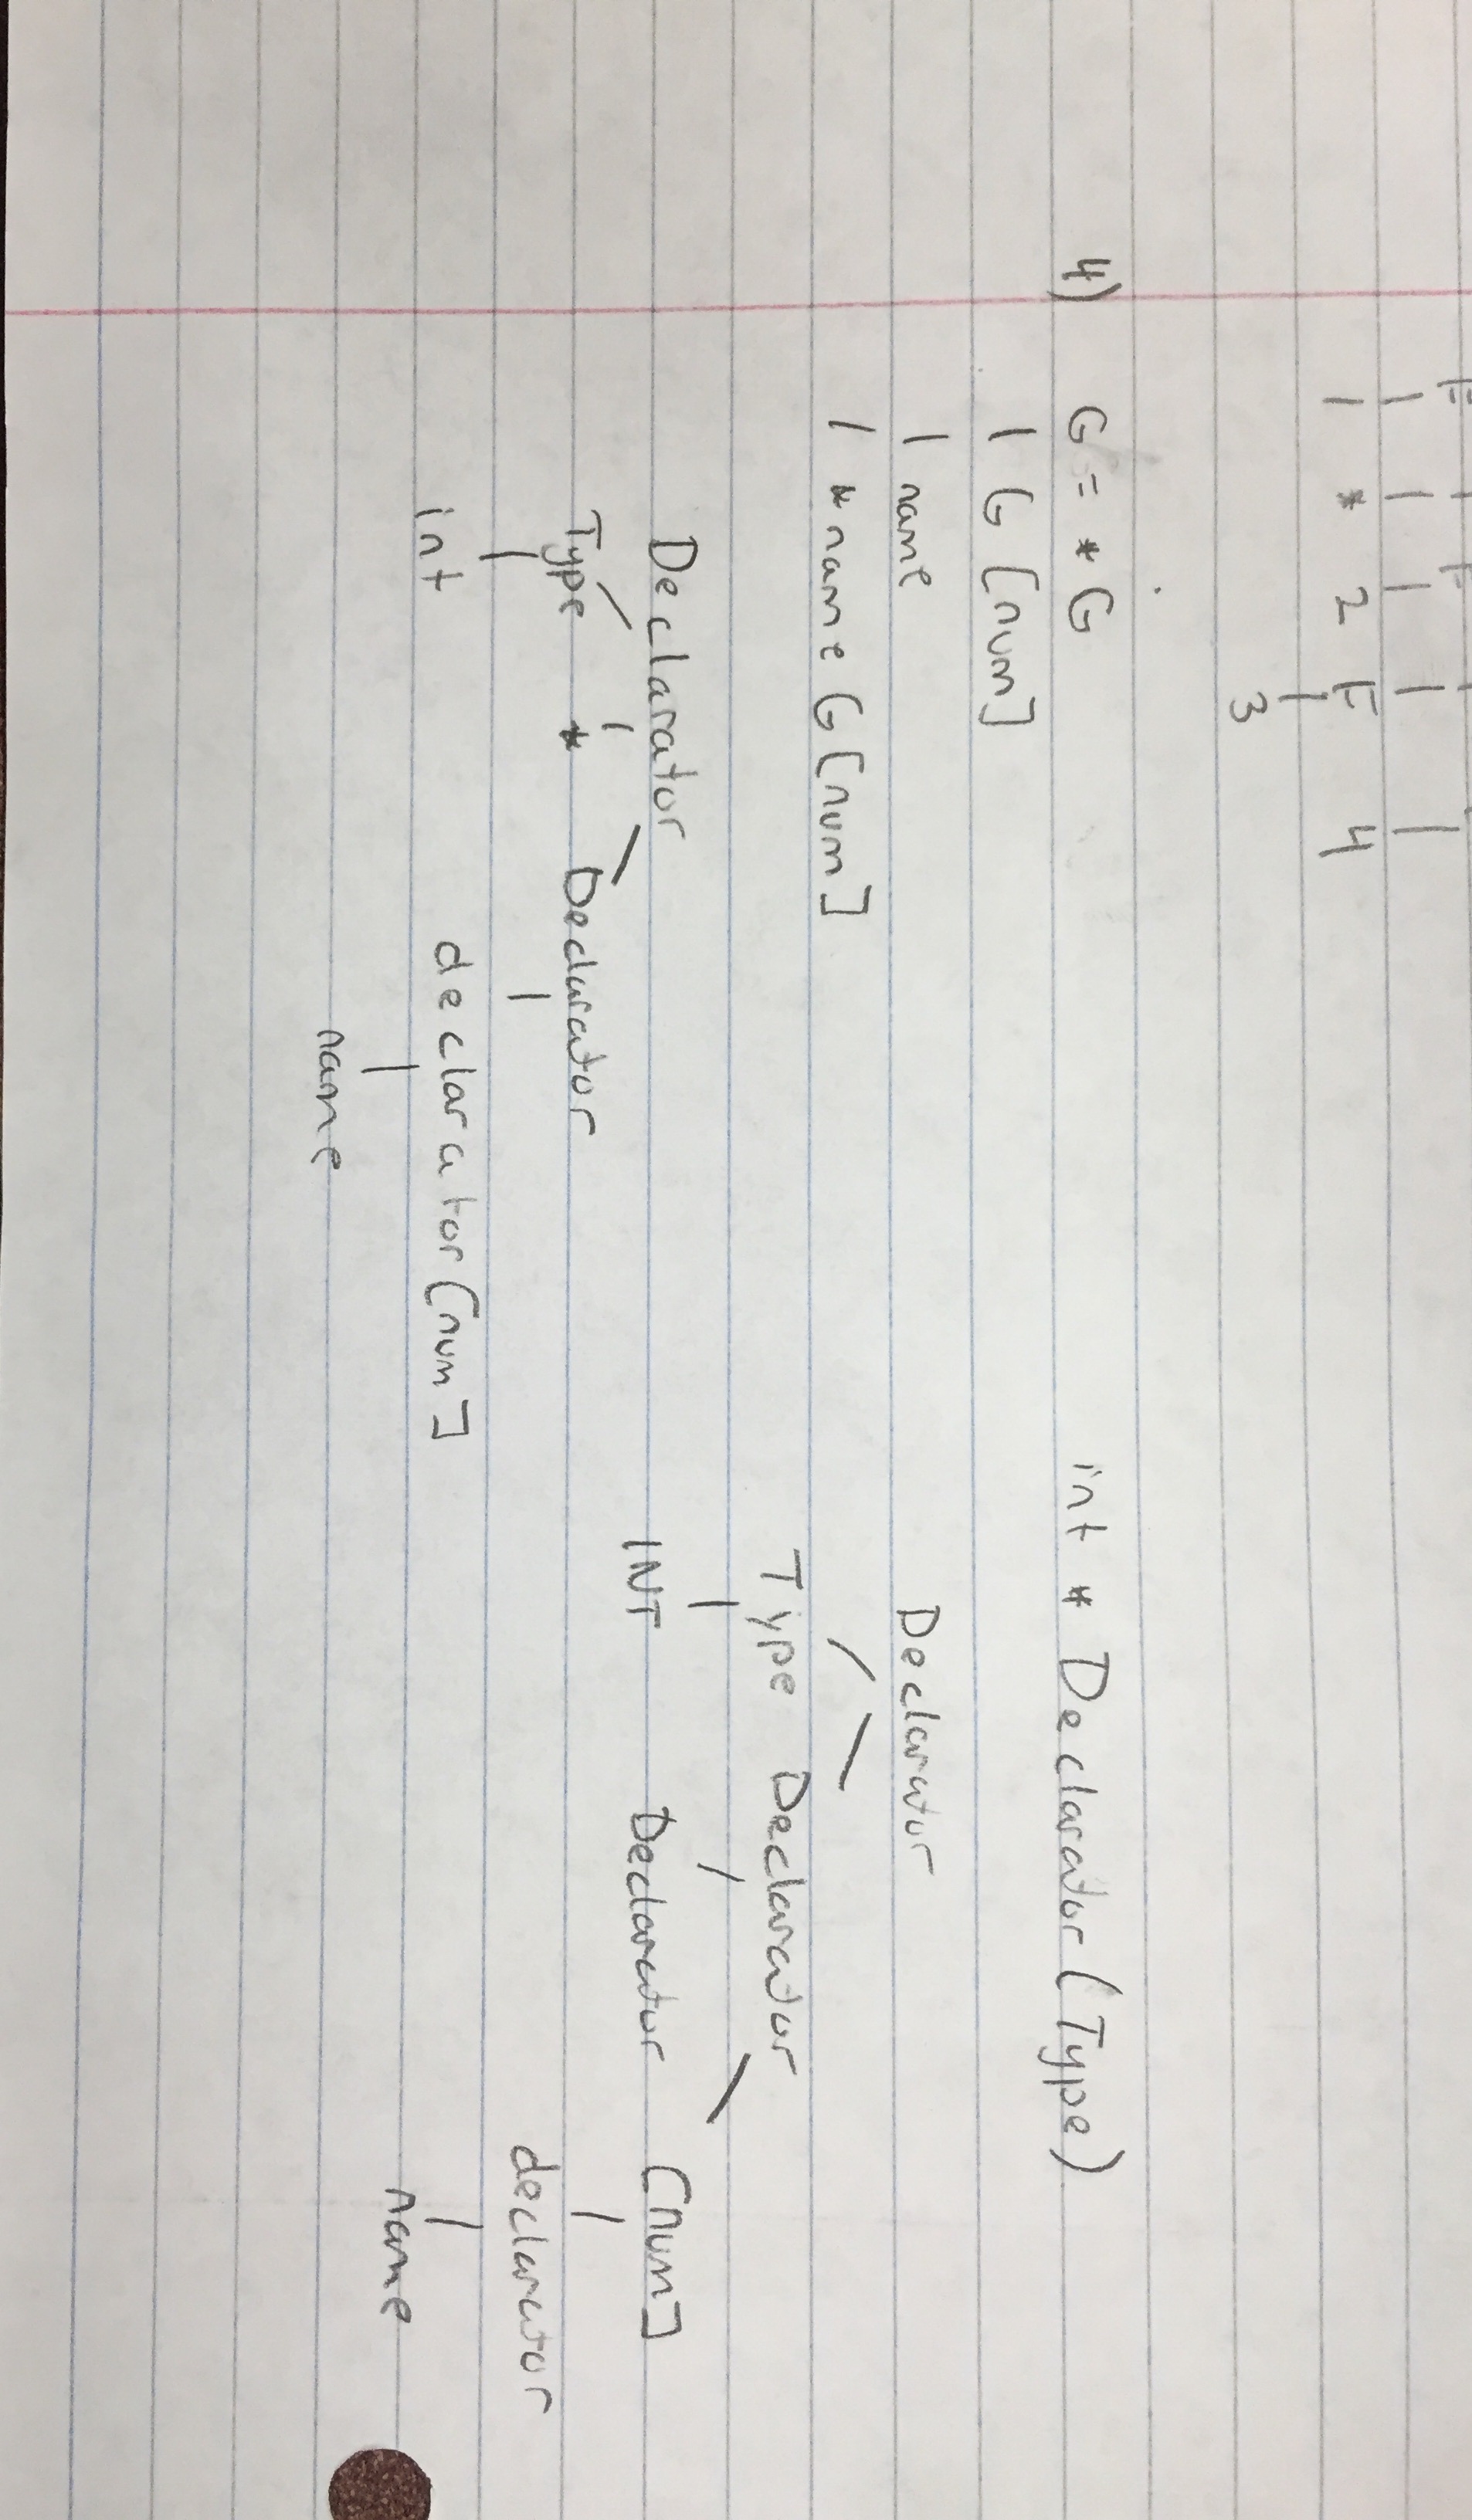 F F
1 * 2 F 4
3
4) G = * G int * Declarator (Type)
| G [num]
| name Declarator
| * name G [num]
Type Declarator
Declarator INT Declarator [num]
Type * Declarator declarator
int declarator [num] name
name